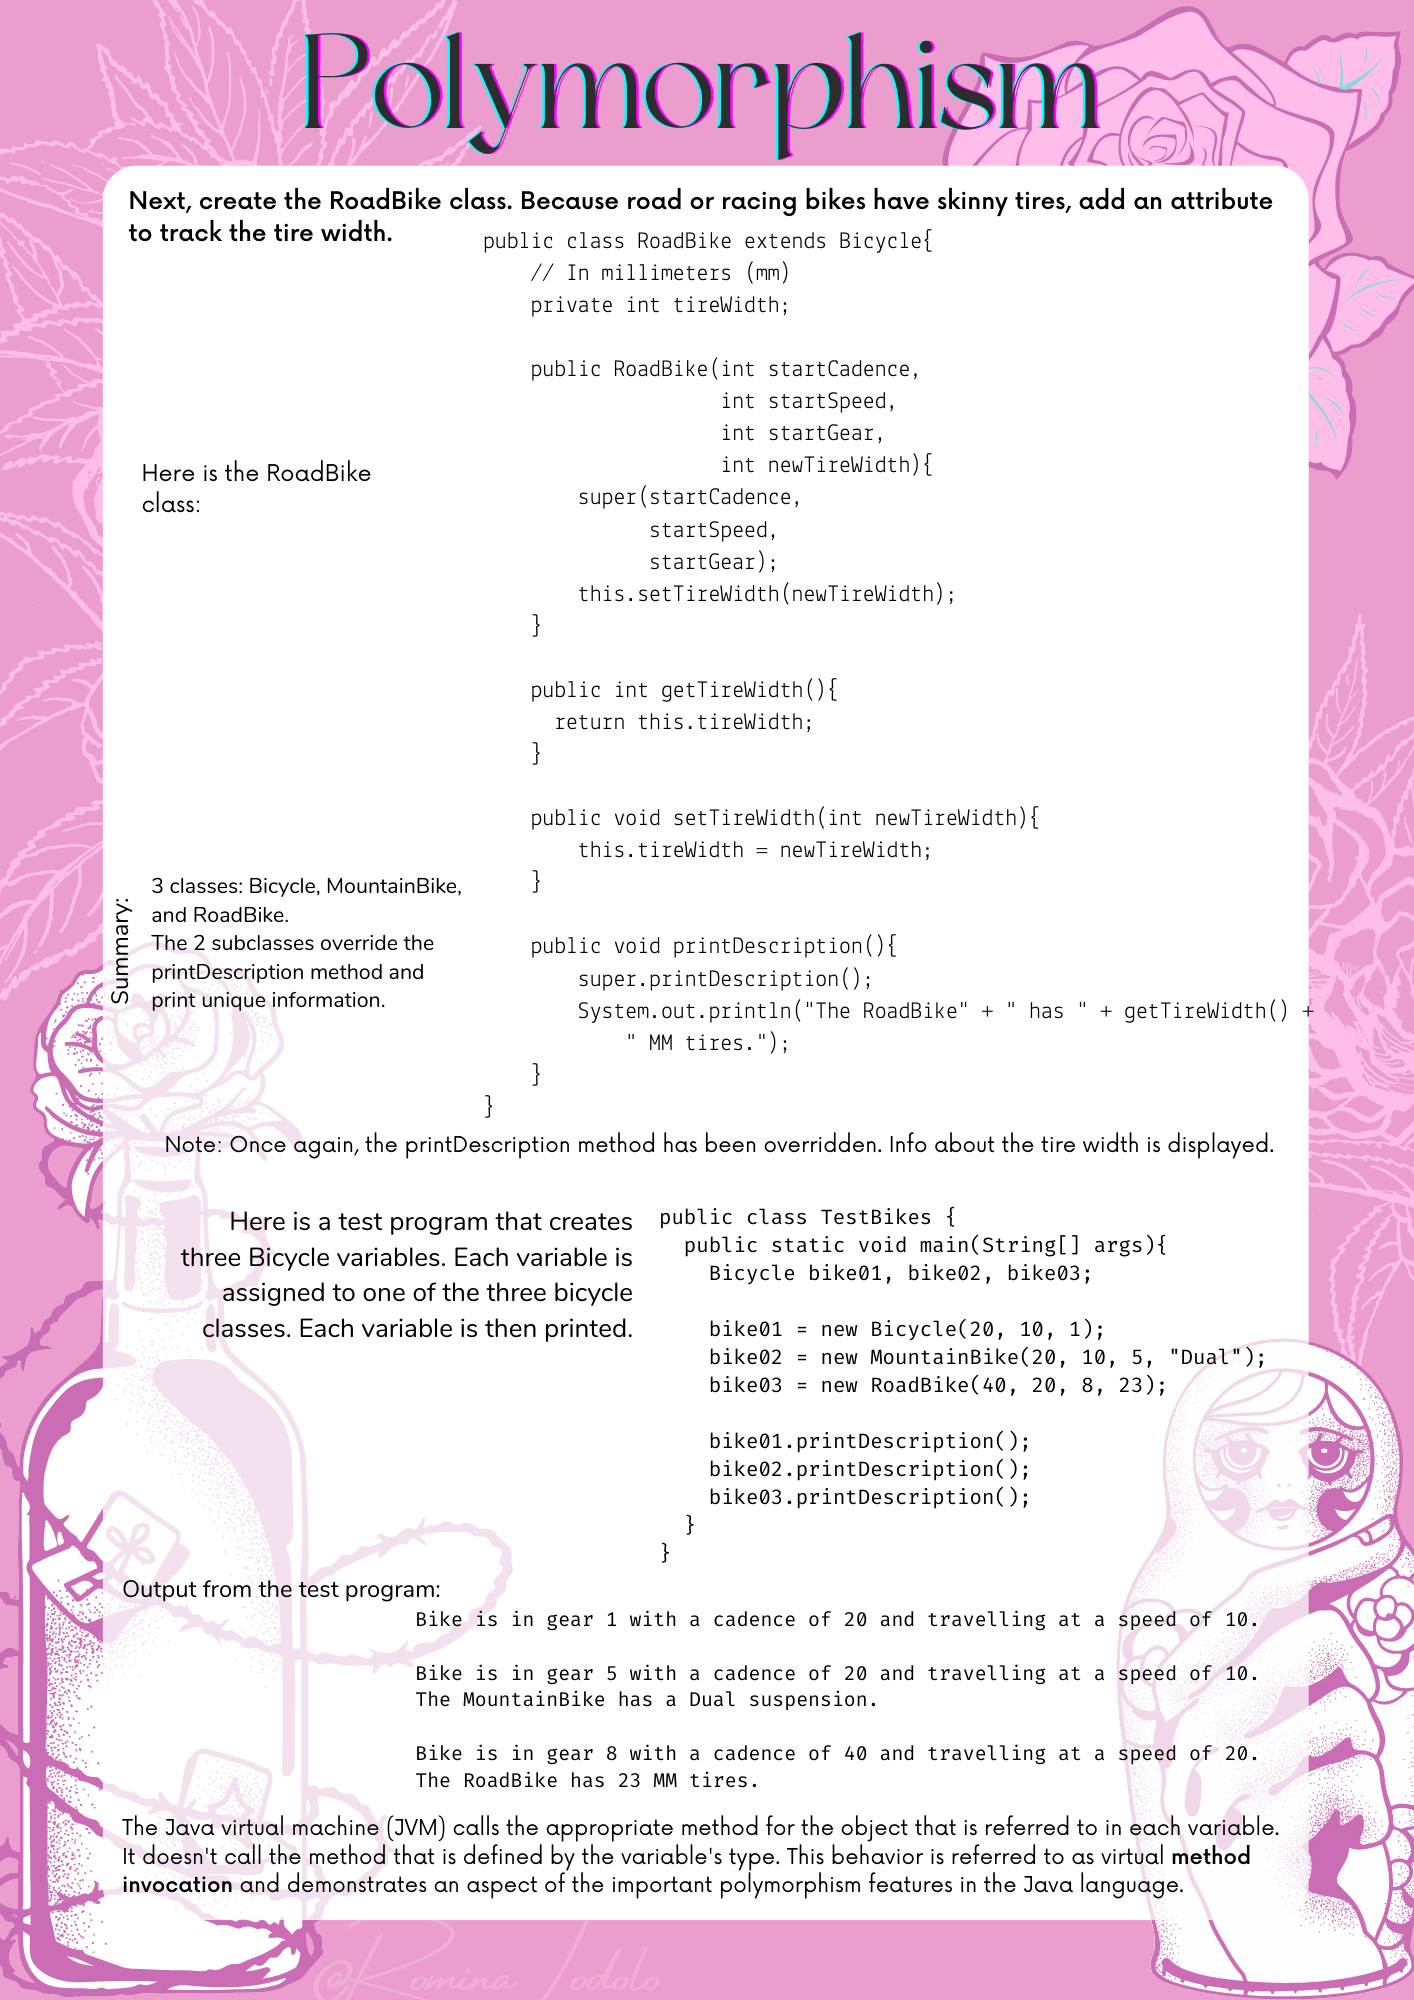 Polymorphism
Next, create the RoadBike class. Because road or racing bikes have skinny tires, add an attribute
to track the tire width.
public class RoadBike extends Bicycle{
    // In millimeters (mm)
    private int tireWidth;

    public RoadBike(int startCadence,
                    int startSpeed,
                    int startGear,
                    int newTireWidth){
        super(startCadence,
              startSpeed,
              startGear);
        this.setTireWidth(newTireWidth);
    }

    public int getTireWidth(){
      return this.tireWidth;
    }

    public void setTireWidth(int newTireWidth){
        this.tireWidth = newTireWidth;
    }

    public void printDescription(){
        super.printDescription();
        System.out.println("The RoadBike" + " has " + getTireWidth() +
            " MM tires.");
    }
}
Here is the RoadBike
class:
Summary:
3 classes: Bicycle, MountainBike,
and RoadBike.
The 2 subclasses override the
printDescription method and
print unique information.
Note: Once again, the printDescription method has been overridden. Info about the tire width is displayed.
Here is a test program that creates
three Bicycle variables. Each variable is
assigned to one of the three bicycle
classes. Each variable is then printed.
public class TestBikes {
  public static void main(String[] args){
    Bicycle bike01, bike02, bike03;

    bike01 = new Bicycle(20, 10, 1);
    bike02 = new MountainBike(20, 10, 5, "Dual");
    bike03 = new RoadBike(40, 20, 8, 23);

    bike01.printDescription();
    bike02.printDescription();
    bike03.printDescription();
  }
}
Output from the test program:
Bike is in gear 1 with a cadence of 20 and travelling at a speed of 10.

Bike is in gear 5 with a cadence of 20 and travelling at a speed of 10.
The MountainBike has a Dual suspension.

Bike is in gear 8 with a cadence of 40 and travelling at a speed of 20.
The RoadBike has 23 MM tires.
The Java virtual machine (JVM) calls the appropriate method for the object that is referred to in each variable.
It doesn't call the method that is defined by the variable's type. This behavior is referred to as virtual method
invocation and demonstrates an aspect of the important polymorphism features in the Java language.
@Romina Iodolo